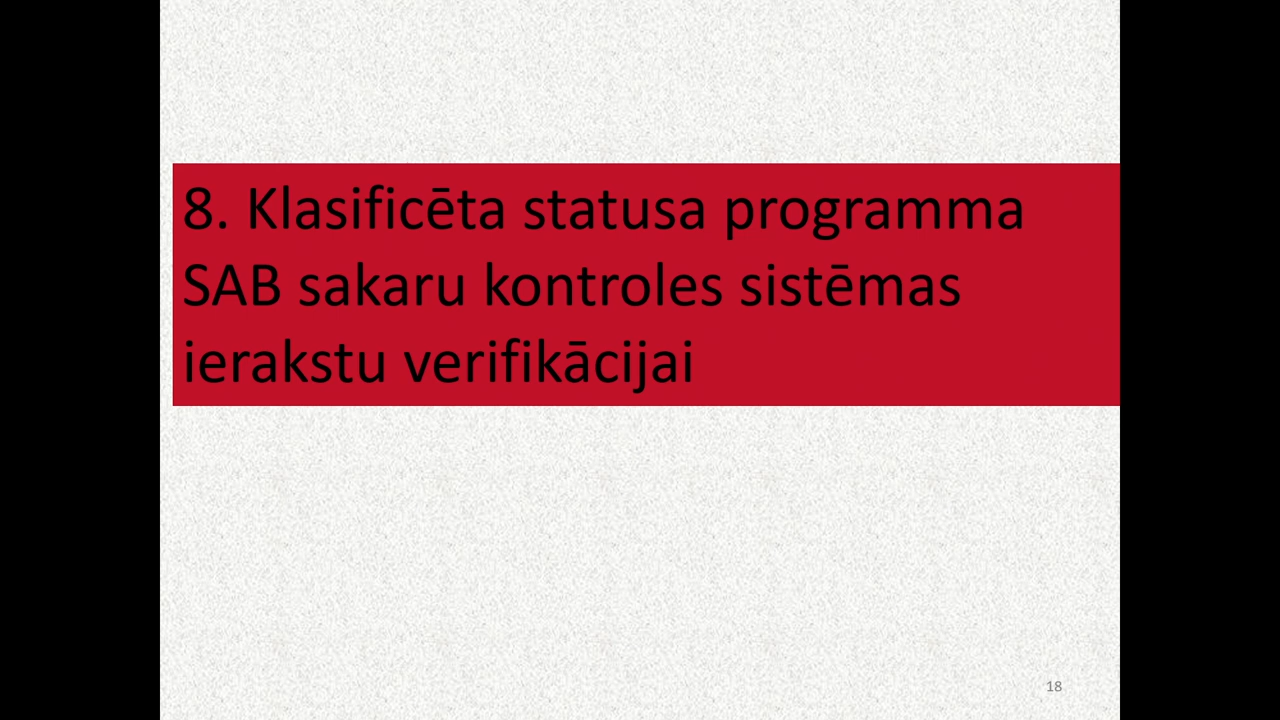 8. Klasificēta statusa programma
SAB sakaru kontroles sistēmas
ierakstu verifikācijai
18